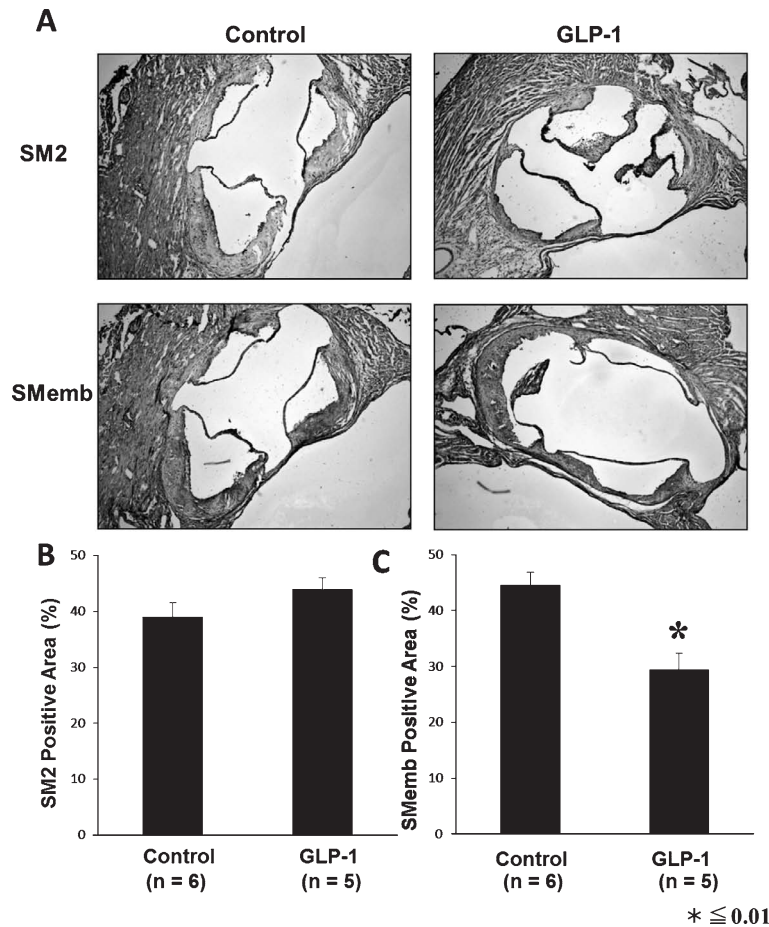 A
Control GLP-1
SM2
SMemb
B
50
40
30
20
10
0
SM2 Positive Area (%)
Control GLP-1
(n = 6) (n = 5)
C
50
40
30
20
10
0
SMemb Positive Area (%)
*
Control GLP-1
(n = 6) (n = 5)
* ≦ 0.01